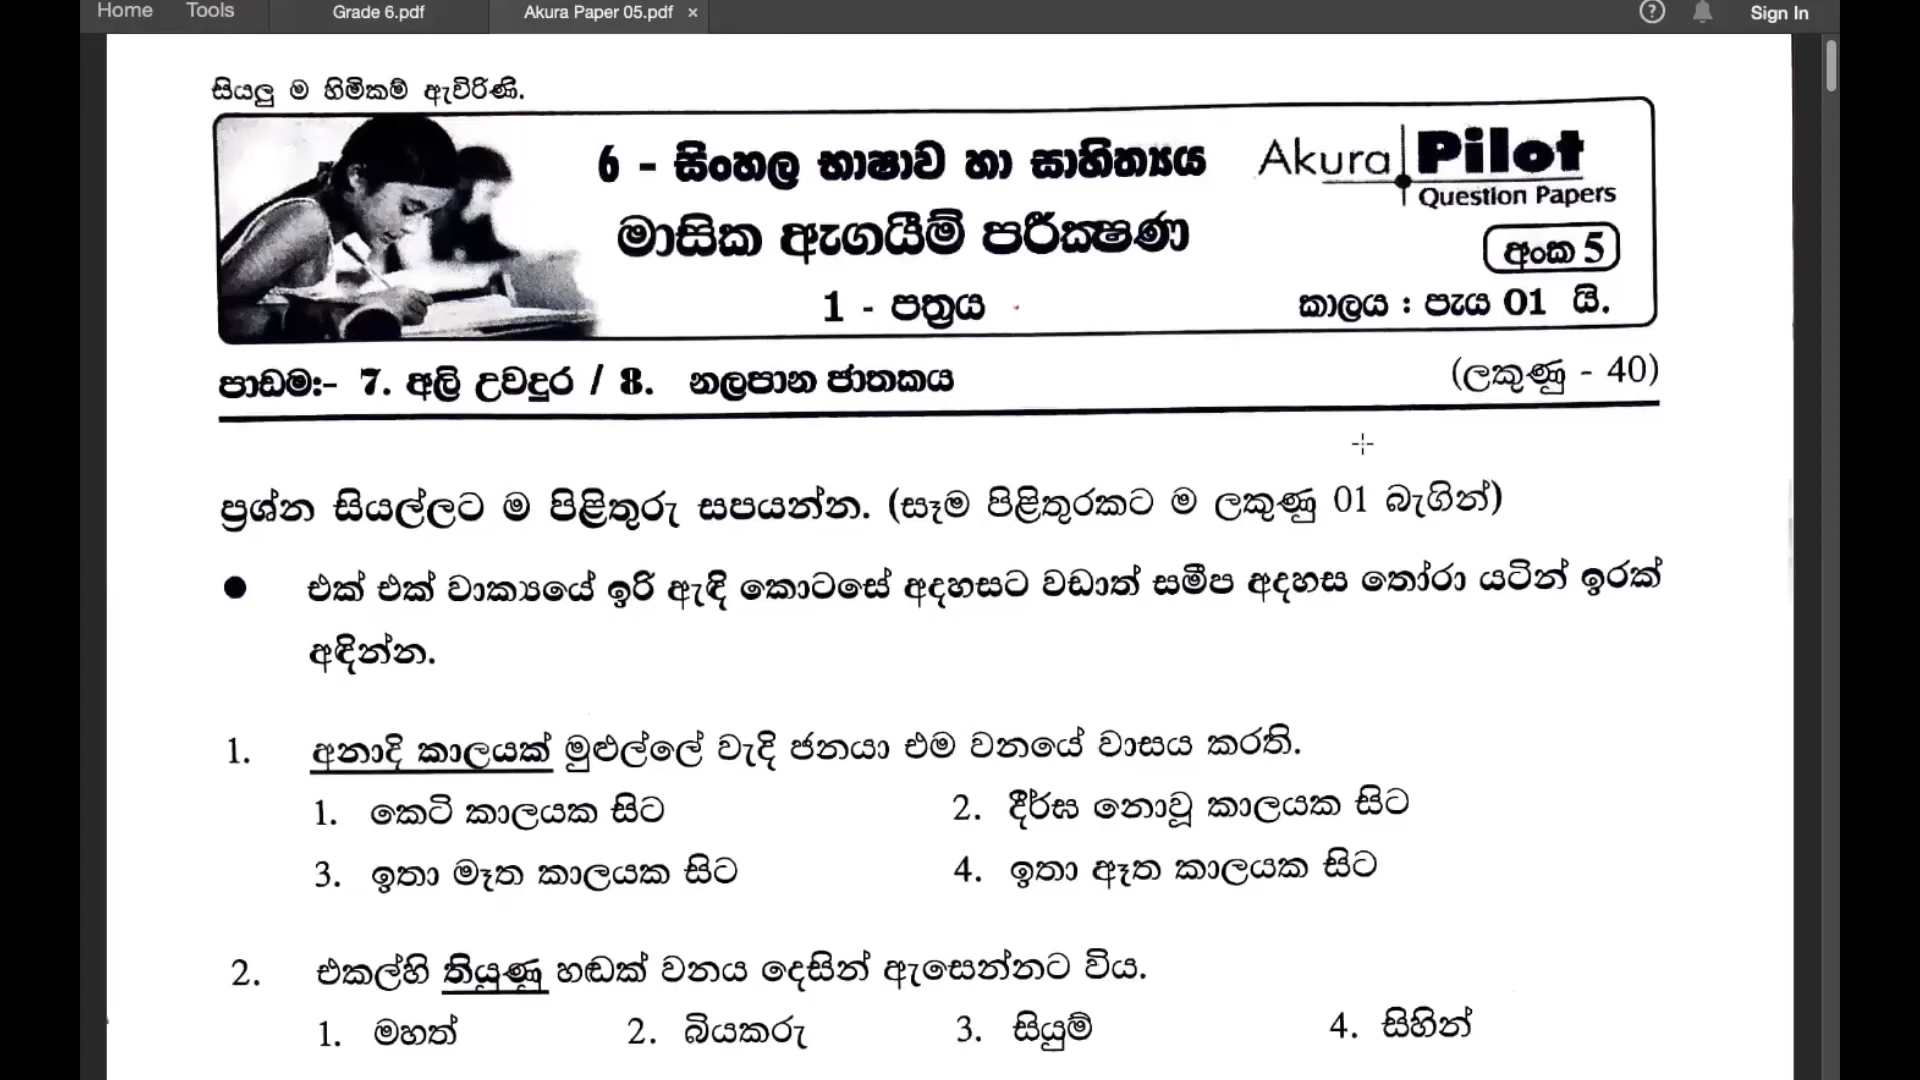 Home Tools Grade 6.pdf Akura Paper 05.pdf × ? Sign In
සියලු ම හිමිකම් ඇවිරිණි.
6 - සිංහල භාෂාව හා සාහිත්‍යය
Akura Pilot
Question Papers
මාසික ඇගයීම් පරීක්ෂණ
අංක 5
1 - පත්‍රය
කාලය : පැය 01 යි.
පාඩම:- 7. අලි උවදුර / 8. නලපාන ජාතකය (ලකුණු - 40)
ප්‍රශ්න සියල්ලට ම පිළිතුරු සපයන්න. (සෑම පිළිතුරකට ම ලකුණු 01 බැගින්)
● එක් එක් වාක්‍යයේ ඉරි ඇඳි කොටසේ අදහසට වඩාත් සමීප අදහස තෝරා යටින් ඉරක්
අඳින්න.
1. අනාදි කාලයක් මුළුල්ලේ වැදි ජනයා එම වනයේ වාසය කරති.
1. කෙටි කාලයක සිට 2. දීර්ඝ නොවූ කාලයක සිට
3. ඉතා මෑත කාලයක සිට 4. ඉතා ඈත කාලයක සිට
2. එකල්හි තියුණු හඬක් වනය දෙසින් ඇසෙන්නට විය.
1. මහත් 2. බියකරු 3. සියුම් 4. සිහින්